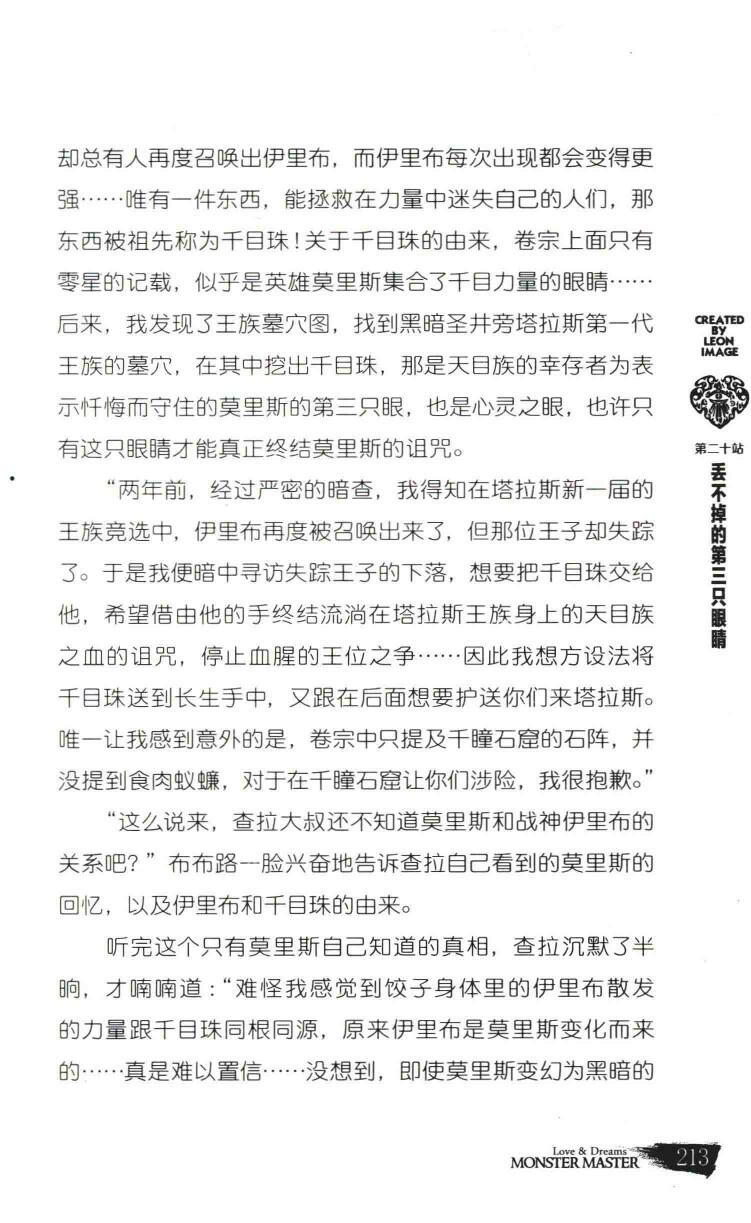 却总有人再度召唤出伊里布，而伊里布每次出现都会变得更
强……唯有一件东西，能拯救在力量中迷失自己的人们，那
东西被祖先称为千目珠！关于千目珠的由来，卷宗上面只有
零星的记载，似乎是英雄莫里斯集合了千目力量的眼睛……
后来，我发现了王族墓穴图，找到黑暗圣井旁塔拉斯第一代
王族的墓穴，在其中挖出千目珠，那是天目族的幸存者为表
示忏悔而守住的莫里斯的第三只眼，也是心灵之眼，也许只
有这只眼睛才能真正终结莫里斯的诅咒。
“两年前，经过严密的暗查，我得知在塔拉斯新一届的
王族竞选中，伊里布再度被召唤出来了，但那位王子却失踪
了。于是我便暗中寻访失踪王子的下落，想要把千目珠交给
他，希望借由他的手终结流淌在塔拉斯王族身上的天目族
之血的诅咒，停止血腥的王位之争……因此我想方设法将
千目珠送到长生手中，又跟在后面想要护送你们来塔拉斯。
唯一让我感到意外的是，卷宗中只提及千瞳石窟的石阵，并
没提到食肉蚁蠊，对于在千瞳石窟让你们涉险，我很抱歉。”
“这么说来，查拉大叔还不知道莫里斯和战神伊里布的
关系吧？”布布路一脸兴奋地告诉查拉自己看到的莫里斯的
回忆，以及伊里布和千目珠的由来。
听完这个只有莫里斯自己知道的真相，查拉沉默了半
晌，才喃喃道：“难怪我感觉到饺子身体里的伊里布散发
的力量跟千目珠同根同源，原来伊里布是莫里斯变化而来
的……真是难以置信……没想到，即使莫里斯变幻为黑暗的
CREATED
BY
LEON
IMAGE
第二十站
丢不掉的第三只眼睛
Love & Dreams
MONSTER MASTER
213